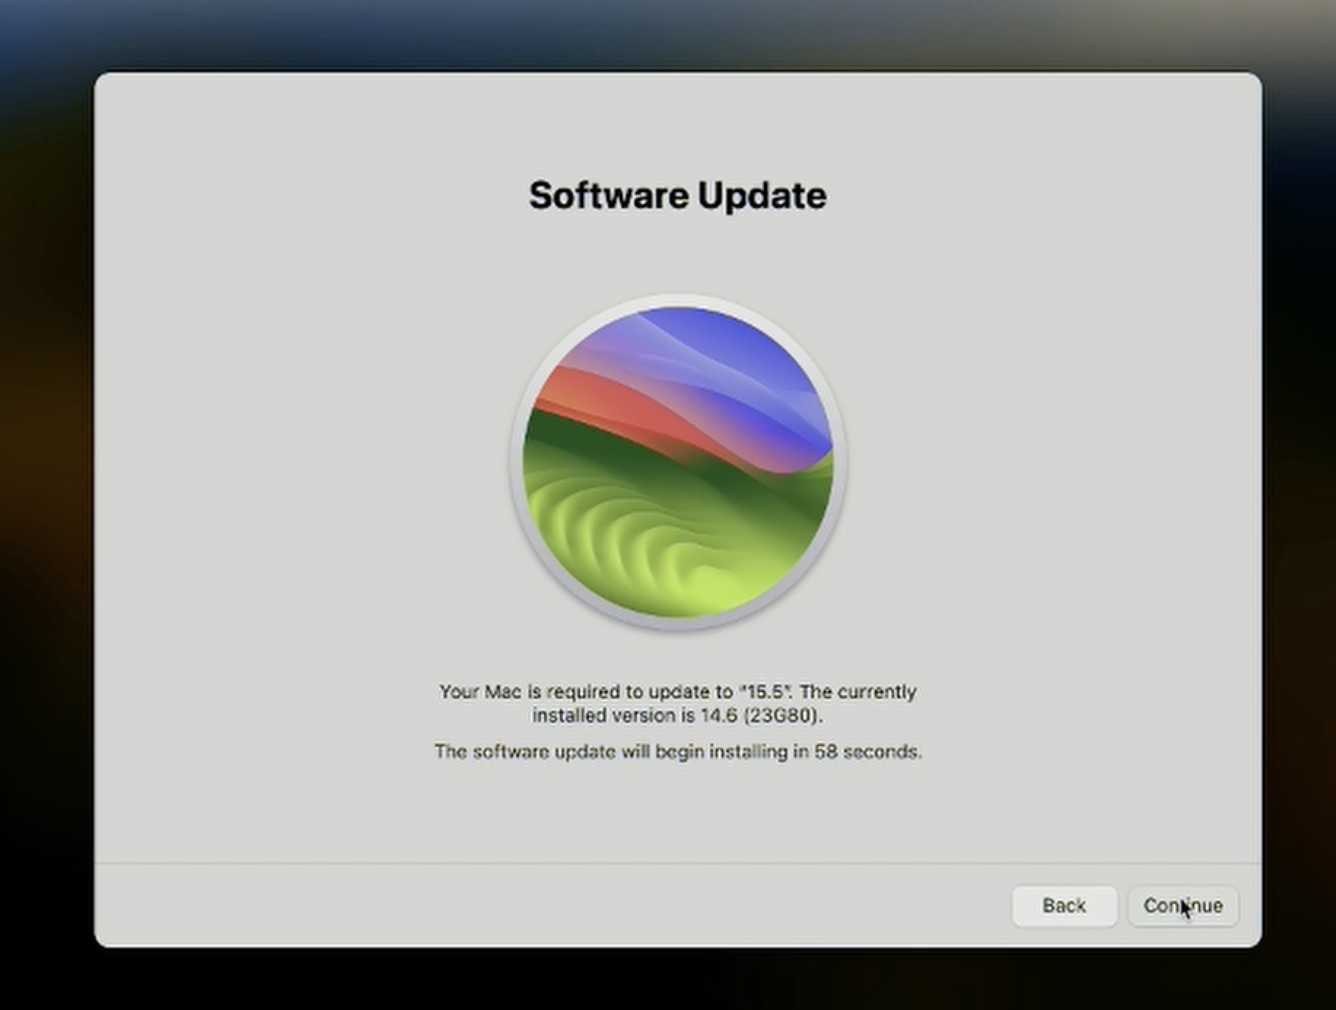 Software Update
Your Mac is required to update to "15.5". The currently
installed version is 14.6 (23G80).
The software update will begin installing in 58 seconds.
Back
Continue